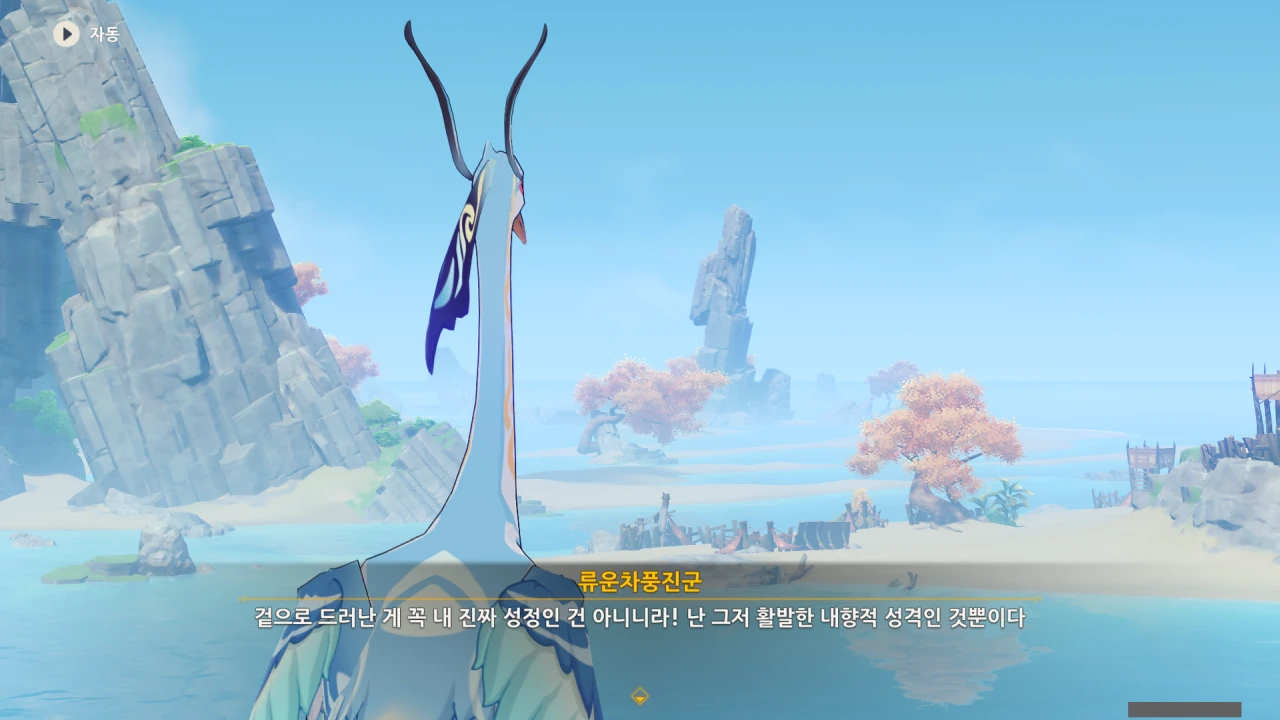 자동
류운차풍진군
겉으로 드러난 게 꼭 내 진짜 성정인 건 아니니라! 난 그저 활발한 내향적 성격인 것뿐이다